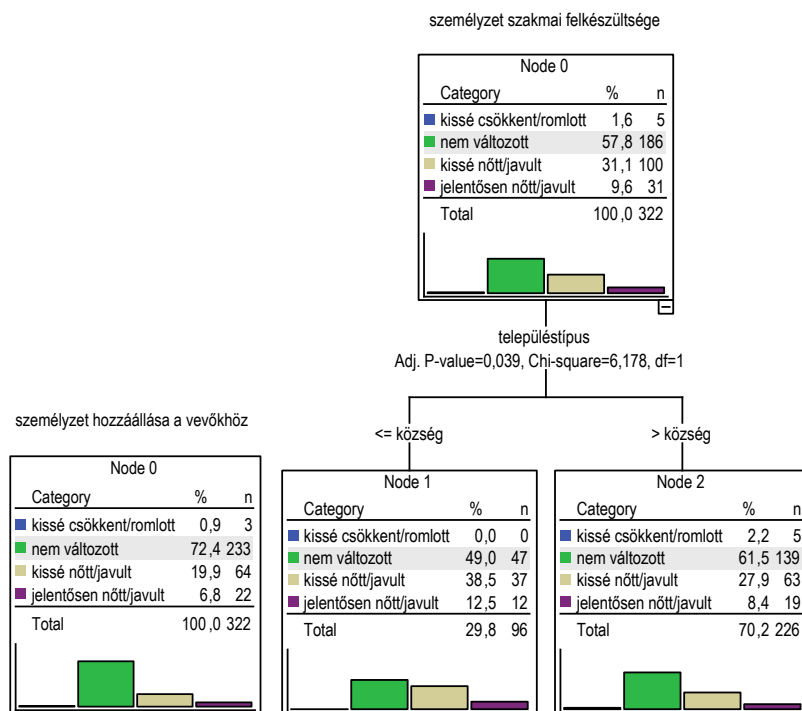 személyzet szakmai felkészültsége
Node 0
Category % n
kissé csökkent/romlott 1,6 5
nem változott 57,8 186
kissé nőtt/javult 31,1 100
jelentősen nőtt/javult 9,6 31
Total 100,0 322
településtípus
Adj. P-value=0,039, Chi-square=6,178, df=1
<= község
> község
személyzet hozzáállása a vevőkhöz
Node 0
Category % n
kissé csökkent/romlott 0,9 3
nem változott 72,4 233
kissé nőtt/javult 19,9 64
jelentősen nőtt/javult 6,8 22
Total 100,0 322
Node 1
Category % n
kissé csökkent/romlott 0,0 0
nem változott 49,0 47
kissé nőtt/javult 38,5 37
jelentősen nőtt/javult 12,5 12
Total 29,8 96
Node 2
Category % n
kissé csökkent/romlott 2,2 5
nem változott 61,5 139
kissé nőtt/javult 27,9 63
jelentősen nőtt/javult 8,4 19
Total 70,2 226